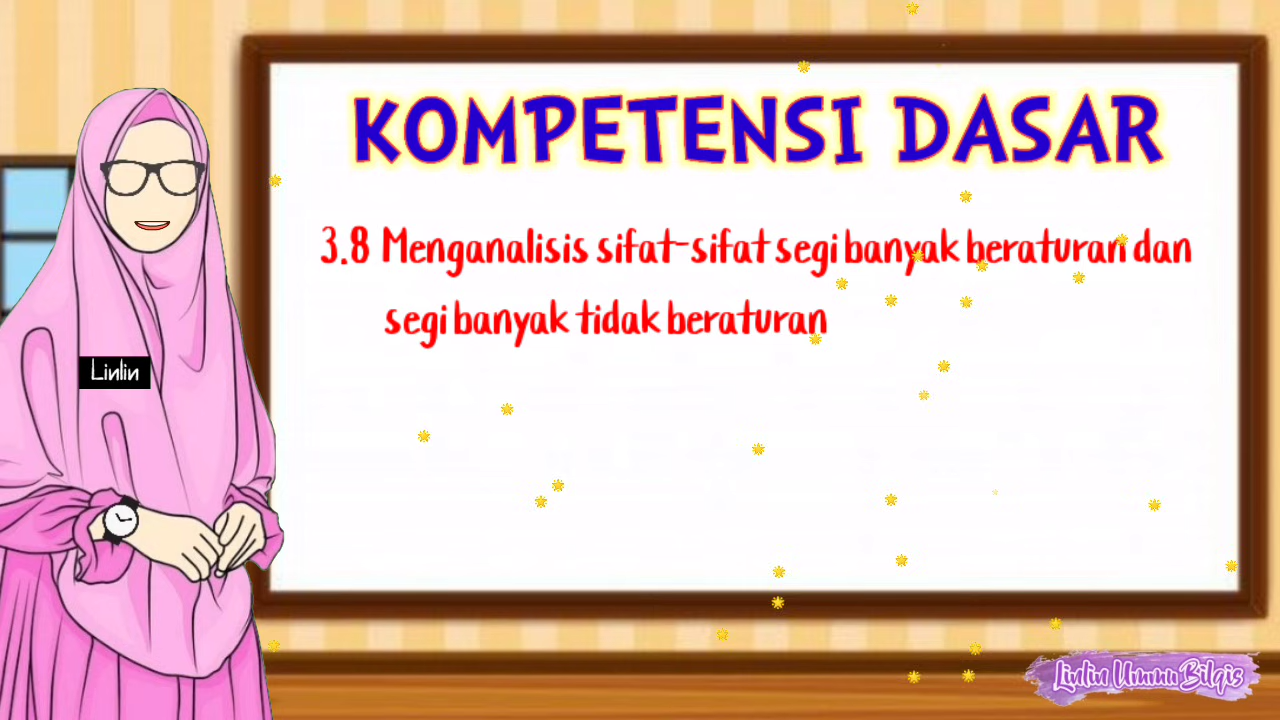 KOMPETENSI DASAR
3.8 Menganalisis sifat-sifat segi banyak beraturan dan
segi banyak tidak beraturan
Linlin
Linlin Ummu Bilqis